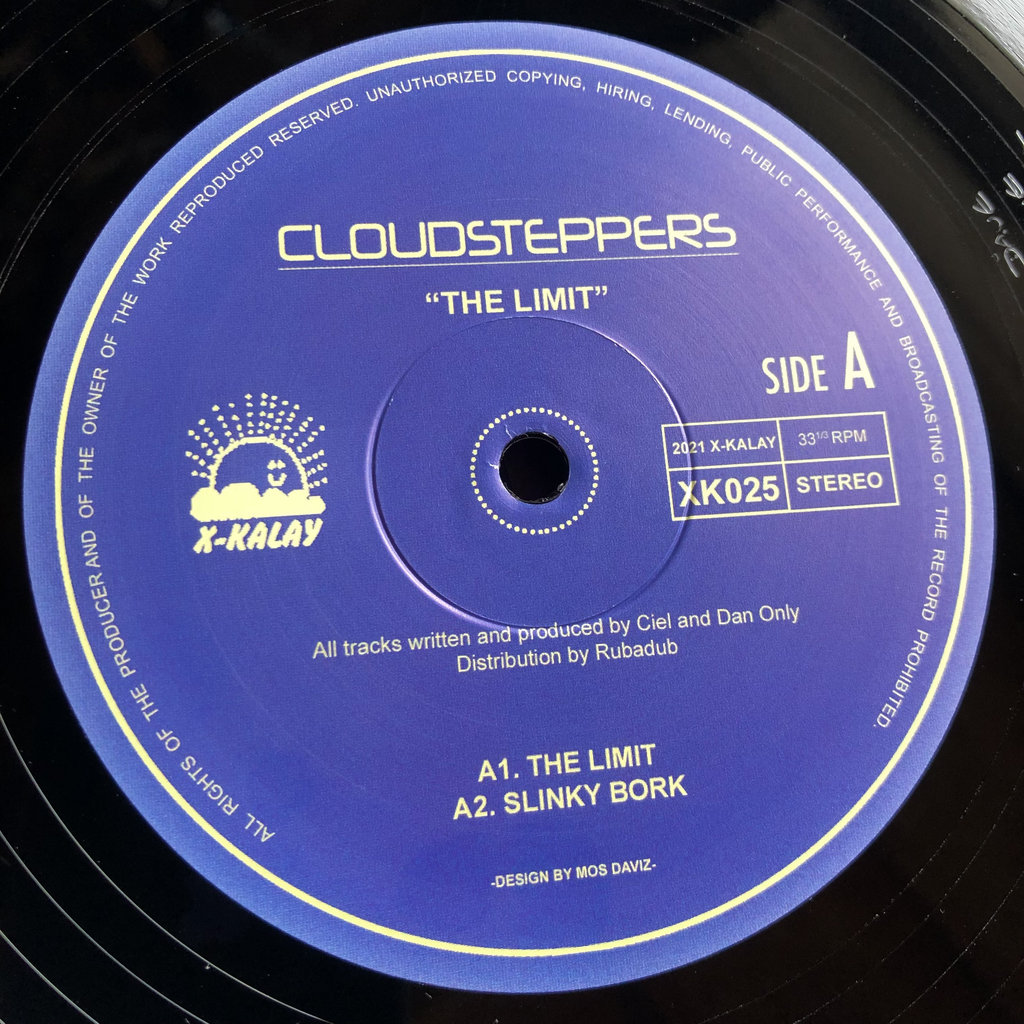 ALL RIGHTS OF THE PRODUCER AND OF THE OWNER OF THE WORK REPRODUCED RESERVED. UNAUTHORIZED COPYING, HIRING, LENDING, PUBLIC PERFORMANCE AND BROADCASTING OF THE RECORD PROHIBITED.
CLOUDSTEPPERS
“THE LIMIT”
SIDE A
2021 X-KALAY
33 1/3 RPM
XK025
STEREO
X-KALAY
All tracks written and produced by Ciel and Dan Only
Distribution by Rubadub
A1. THE LIMIT
A2. SLINKY BORK
-DESIGN BY MOS DAVIZ-